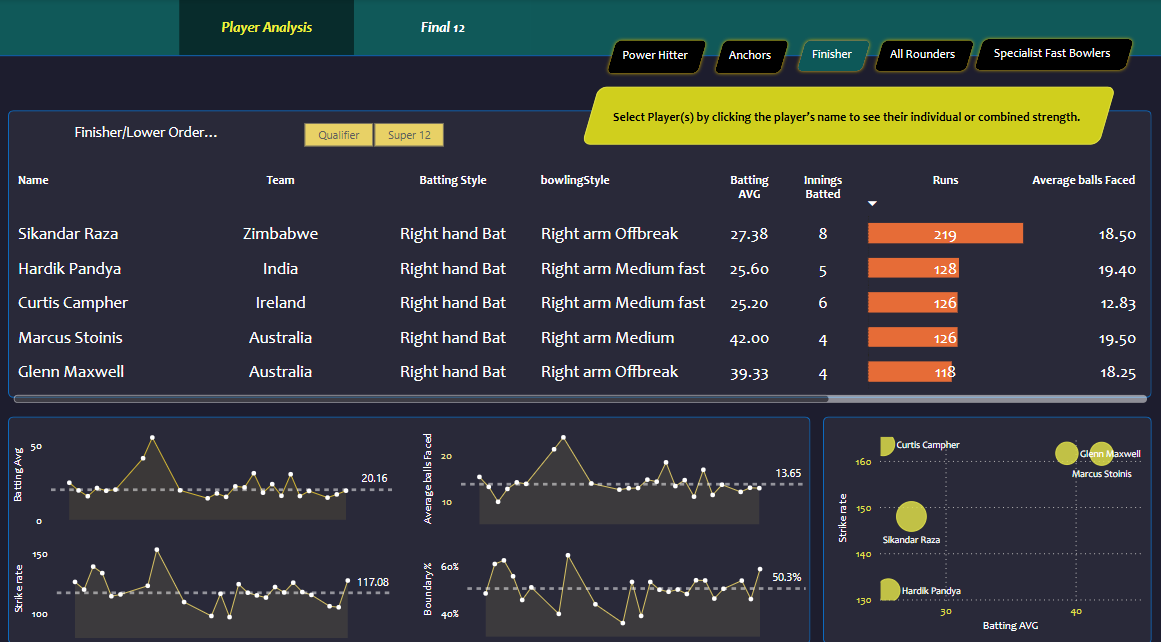 Player Analysis
Final 12
Power Hitter
Anchors
Finisher
All Rounders
Specialist Fast Bowlers
Select Player(s) by clicking the player's name to see their individual or combined strength.
Finisher/Lower Order...
Qualifier
Super 12
Name Team Batting Style bowlingStyle Batting AVG Innings Batted Runs Average balls Faced
Sikandar Raza Zimbabwe Right hand Bat Right arm Offbreak 27.38 8 219 18.50
Hardik Pandya India Right hand Bat Right arm Medium fast 25.60 5 128 19.40
Curtis Campher Ireland Right hand Bat Right arm Medium fast 25.20 6 126 12.83
Marcus Stoinis Australia Right hand Bat Right arm Medium 42.00 4 126 19.50
Glenn Maxwell Australia Right hand Bat Right arm Offbreak 39.33 4 118 18.25
Batting Avg
50
0
20.16
Average balls Faced
20
10
13.65
Strike rate
150
100
117.08
Boundary%
60%
40%
50.3%
Strike rate
160
150
140
130
Curtis Campher
Glenn Maxwell
Marcus Stoinis
Sikandar Raza
Hardik Pandya
30
40
Batting AVG